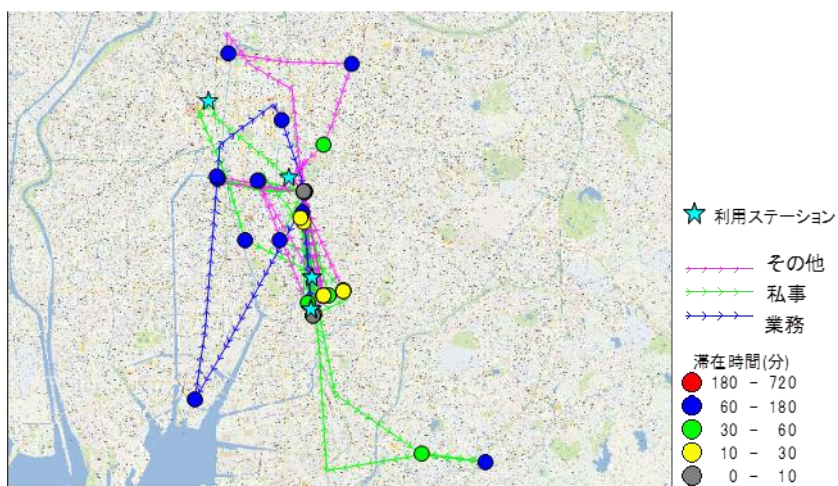 利用ステーション
その他
私事
業務
滞在時間(分)
180 - 720
60 - 180
30 - 60
10 - 30
0 - 10